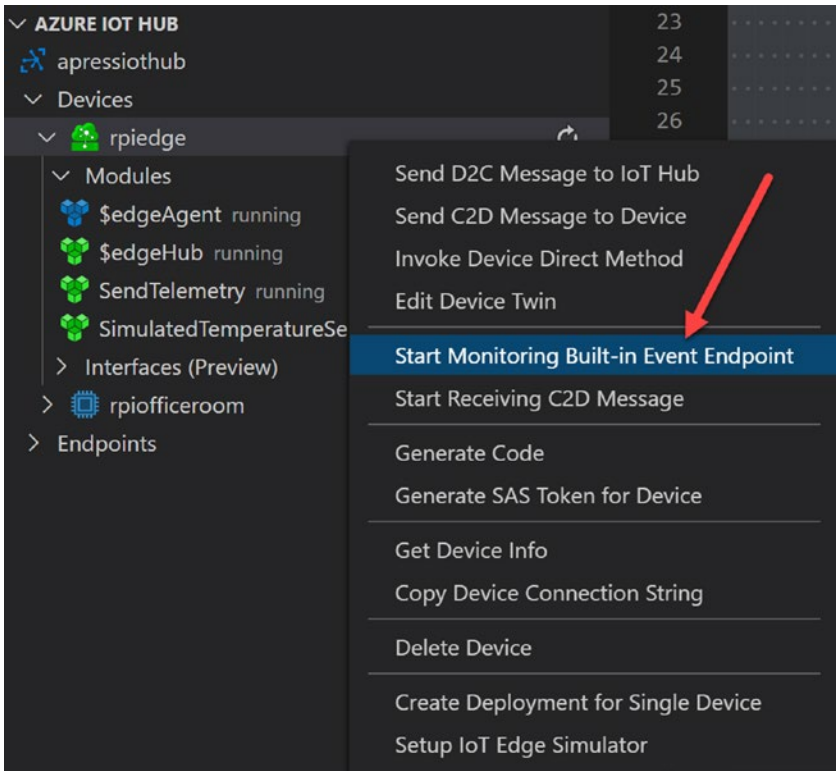 AZURE IOT HUB
apressiothub
Devices
rpiedge
Modules
$edgeAgent running
$edgeHub running
SendTelemetry running
SimulatedTemperatureSe
Interfaces (Preview)
rpiofficeroom
Endpoints
23
24
25
26
Send D2C Message to IoT Hub
Send C2D Message to Device
Invoke Device Direct Method
Edit Device Twin
Start Monitoring Built-in Event Endpoint
Start Receiving C2D Message
Generate Code
Generate SAS Token for Device
Get Device Info
Copy Device Connection String
Delete Device
Create Deployment for Single Device
Setup IoT Edge Simulator